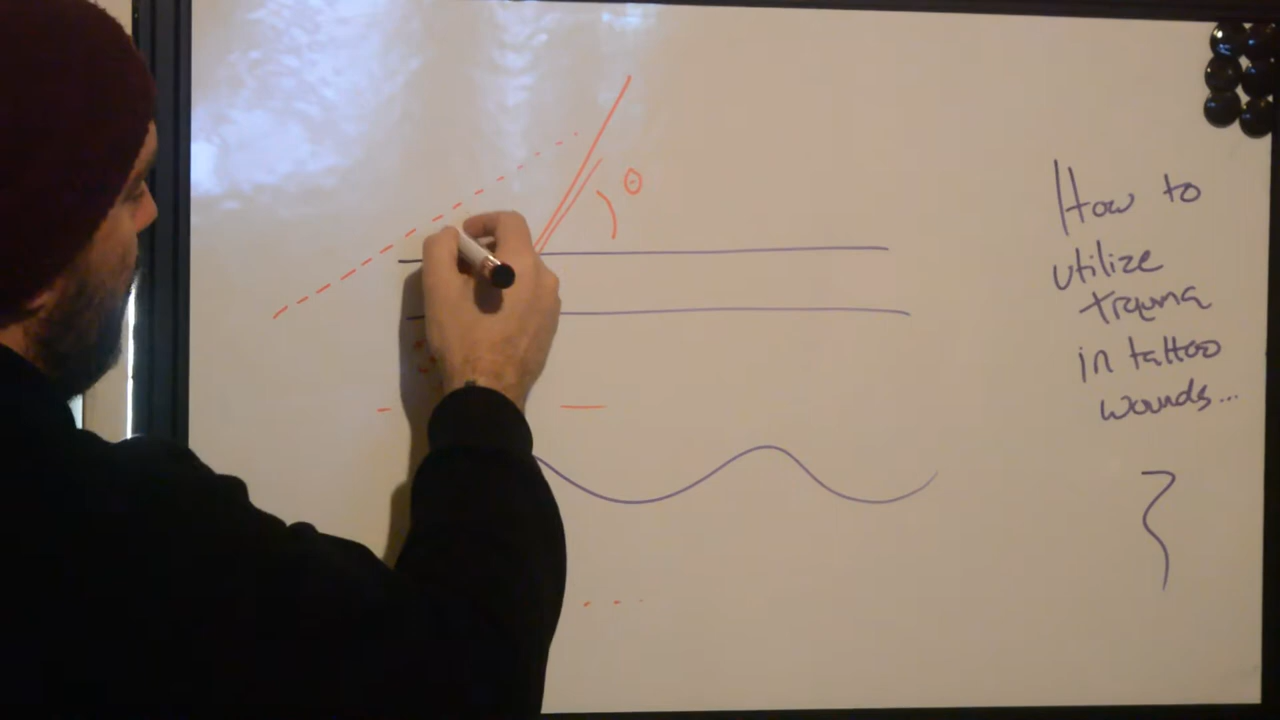 θ
How to
utilize
trauma
in tattoo
wounds...